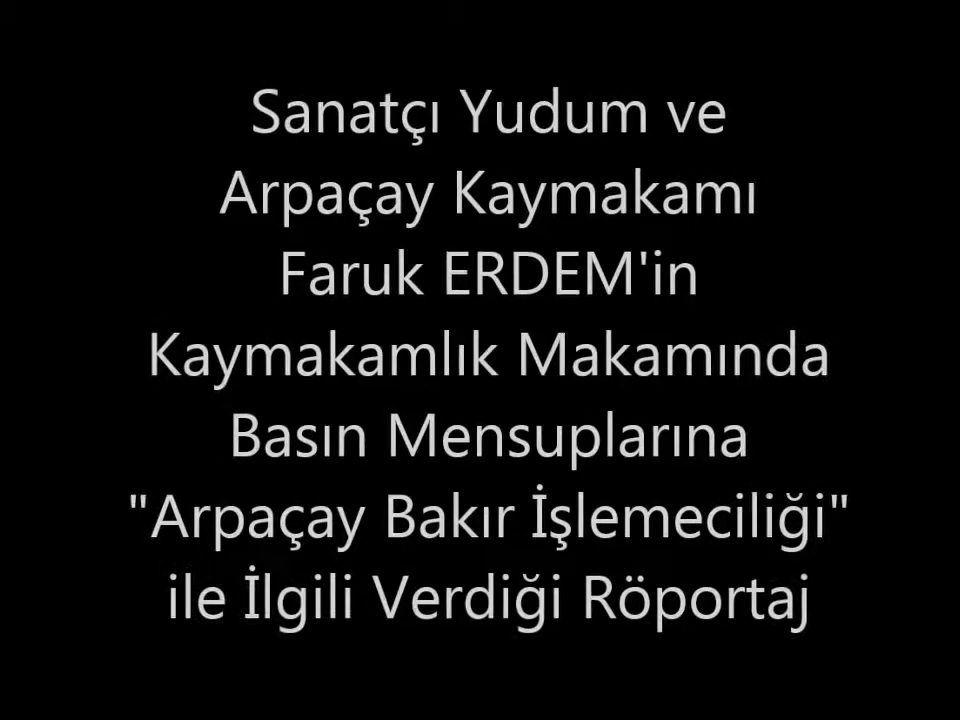 Sanatçı Yudum ve
Arpaçay Kaymakamı
Faruk ERDEM'in
Kaymakamlık Makamında
Basın Mensuplarına
"Arpaçay Bakır İşlemeciliği"
ile İlgili Verdiği Röportaj